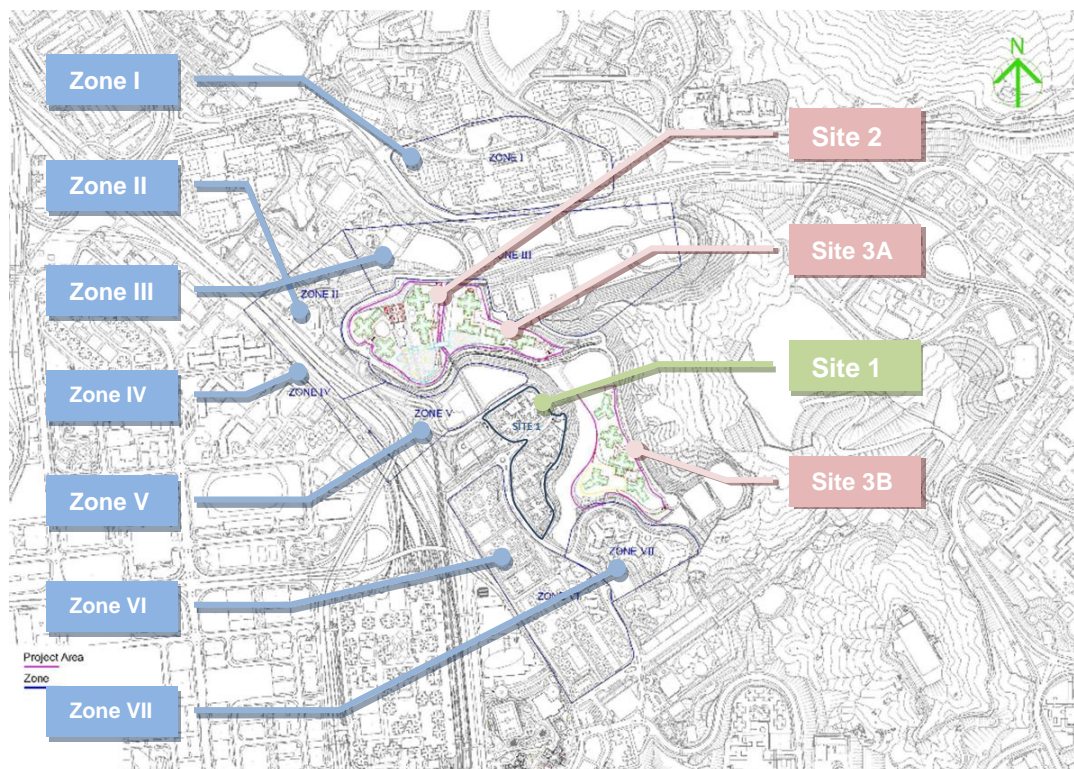 N
Zone I
Site 2
ZONE I
Zone II
Site 3A
ZONE III
Zone III
ZONE II
Site 1
Zone IV
ZONE IV
ZONE V
SITE 1
Site 3B
Zone V
ZONE VII
Zone VI
ZONE VI
Project Area
Zone
Zone VII